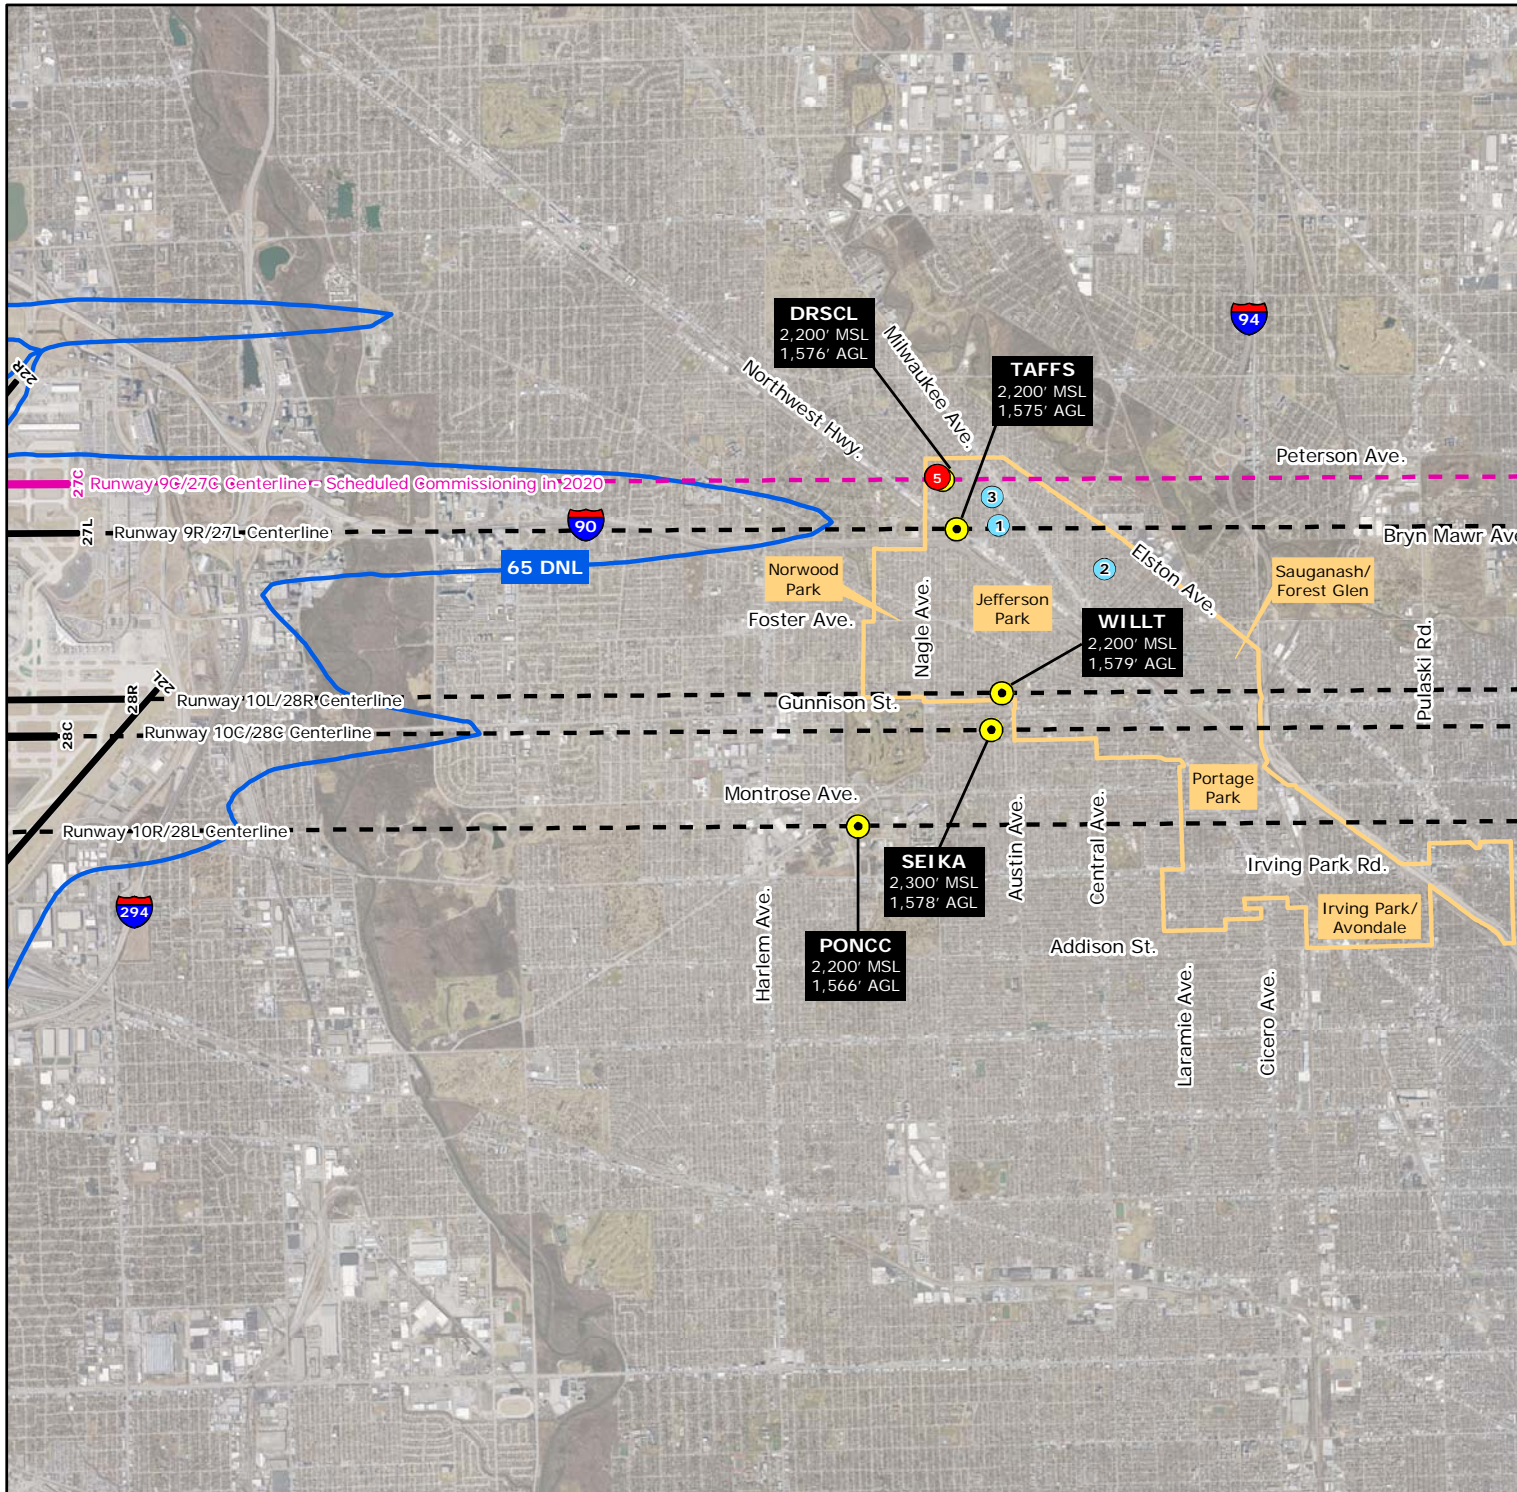 94
DRSCL
2,200' MSL
1,576' AGL
Milwaukee Ave.
Northwest Hwy.
TAFFS
2,200' MSL
1,575' AGL
22R
Peterson Ave.
27C
Runway 9C/27C Centerline - Scheduled Commissioning in 2020
5
3
27L
Runway 9R/27L Centerline
90
1
Bryn Mawr Ave
65 DNL
2
Elston Ave.
Norwood
Park
Sauganash/
Forest Glen
Foster Ave.
Nagle Ave.
Jefferson
Park
WILLT
2,200' MSL
1,579' AGL
Pulaski Rd.
22L
28R
Runway 10L/28R Centerline
Gunnison St.
28C
Runway 10C/28C Centerline
Portage
Park
Montrose Ave.
Runway 10R/28L Centerline
SEIKA
2,300' MSL
1,578' AGL
Austin Ave.
Central Ave.
Irving Park Rd.
294
Irving Park/
Avondale
Harlem Ave.
PONCC
2,200' MSL
1,566' AGL
Addison St.
Laramie Ave.
Cicero Ave.